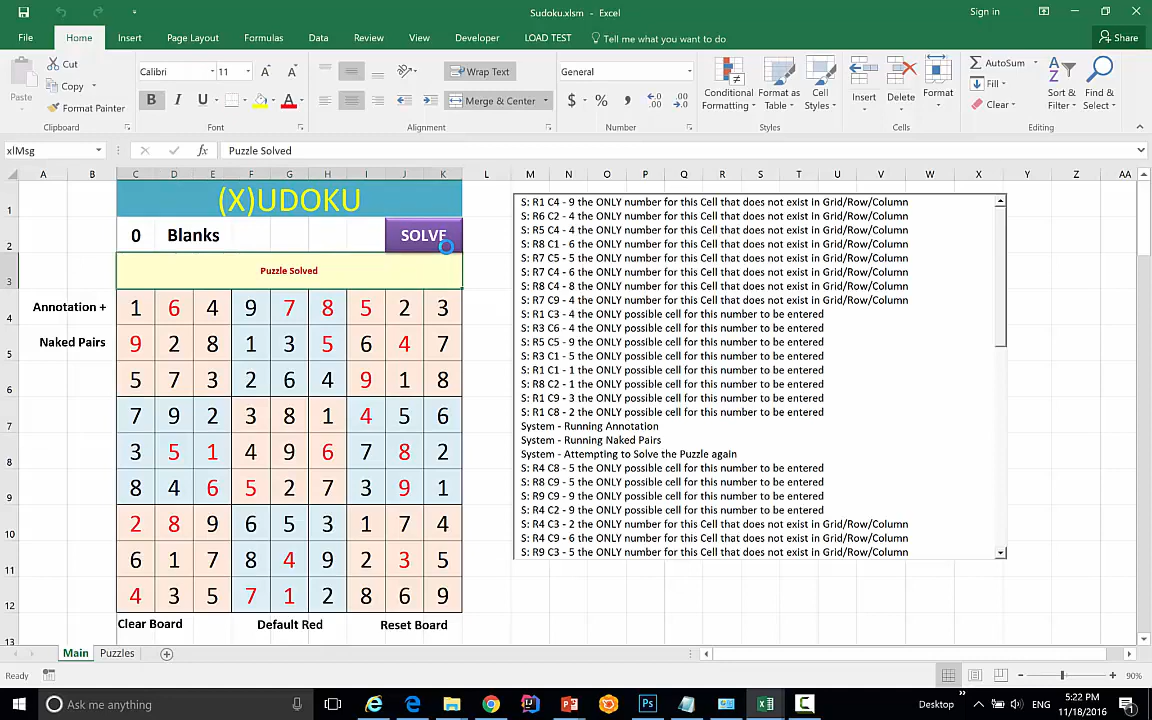 Sudoku.xlsm - Excel
Sign in
File Home Insert Page Layout Formulas Data Review View Developer LOAD TEST Tell me what you want to do Share
Paste
Cut
Copy
Format Painter
Clipboard
Calibri 11
B I U
Font
Wrap Text
Merge & Center
Alignment
General
$ % ,
Number
Conditional Formatting
Format as Table
Cell Styles
Styles
Insert
Delete
Format
Cells
AutoSum
Fill
Clear
Sort & Filter
Find & Select
Editing
xlMsg
fx
Puzzle Solved
A B C D E F G H I J K L M N O P Q R S T U V W X Y Z AA
1
(X)UDOKU
2
0 Blanks
SOLVE
3
Puzzle Solved
4
Annotation +
1 6 4 9 7 8 5 2 3
5
Naked Pairs
9 2 8 1 3 5 6 4 7
6
5 7 3 2 6 4 9 1 8
7
7 9 2 3 8 1 4 5 6
8
3 5 1 4 9 6 7 8 2
9
8 4 6 5 2 7 3 9 1
10
2 8 9 6 5 3 1 7 4
11
6 1 7 8 4 9 2 3 5
12
4 3 5 7 1 2 8 6 9
13
Clear Board Default Red Reset Board
S: R1 C4 - 9 the ONLY number for this Cell that does not exist in Grid/Row/Column
S: R6 C2 - 4 the ONLY number for this Cell that does not exist in Grid/Row/Column
S: R5 C4 - 4 the ONLY number for this Cell that does not exist in Grid/Row/Column
S: R8 C1 - 6 the ONLY number for this Cell that does not exist in Grid/Row/Column
S: R7 C5 - 5 the ONLY number for this Cell that does not exist in Grid/Row/Column
S: R7 C4 - 6 the ONLY number for this Cell that does not exist in Grid/Row/Column
S: R8 C4 - 8 the ONLY number for this Cell that does not exist in Grid/Row/Column
S: R7 C9 - 4 the ONLY number for this Cell that does not exist in Grid/Row/Column
S: R1 C3 - 4 the ONLY possible cell for this number to be entered
S: R3 C6 - 4 the ONLY possible cell for this number to be entered
S: R5 C5 - 9 the ONLY possible cell for this number to be entered
S: R3 C1 - 5 the ONLY possible cell for this number to be entered
S: R1 C1 - 1 the ONLY possible cell for this number to be entered
S: R8 C2 - 1 the ONLY possible cell for this number to be entered
S: R1 C9 - 3 the ONLY possible cell for this number to be entered
S: R1 C8 - 2 the ONLY possible cell for this number to be entered
System - Running Annotation
System - Running Naked Pairs
System - Attempting to Solve the Puzzle again
S: R4 C8 - 5 the ONLY possible cell for this number to be entered
S: R8 C9 - 5 the ONLY possible cell for this number to be entered
S: R9 C9 - 9 the ONLY possible cell for this number to be entered
S: R4 C2 - 9 the ONLY possible cell for this number to be entered
S: R4 C3 - 2 the ONLY number for this Cell that does not exist in Grid/Row/Column
S: R4 C9 - 6 the ONLY number for this Cell that does not exist in Grid/Row/Column
S: R9 C3 - 5 the ONLY number for this Cell that does not exist in Grid/Row/Column
Main Puzzles
Ready
90%
Ask me anything
Desktop
ENG
5:22 PM
11/18/2016